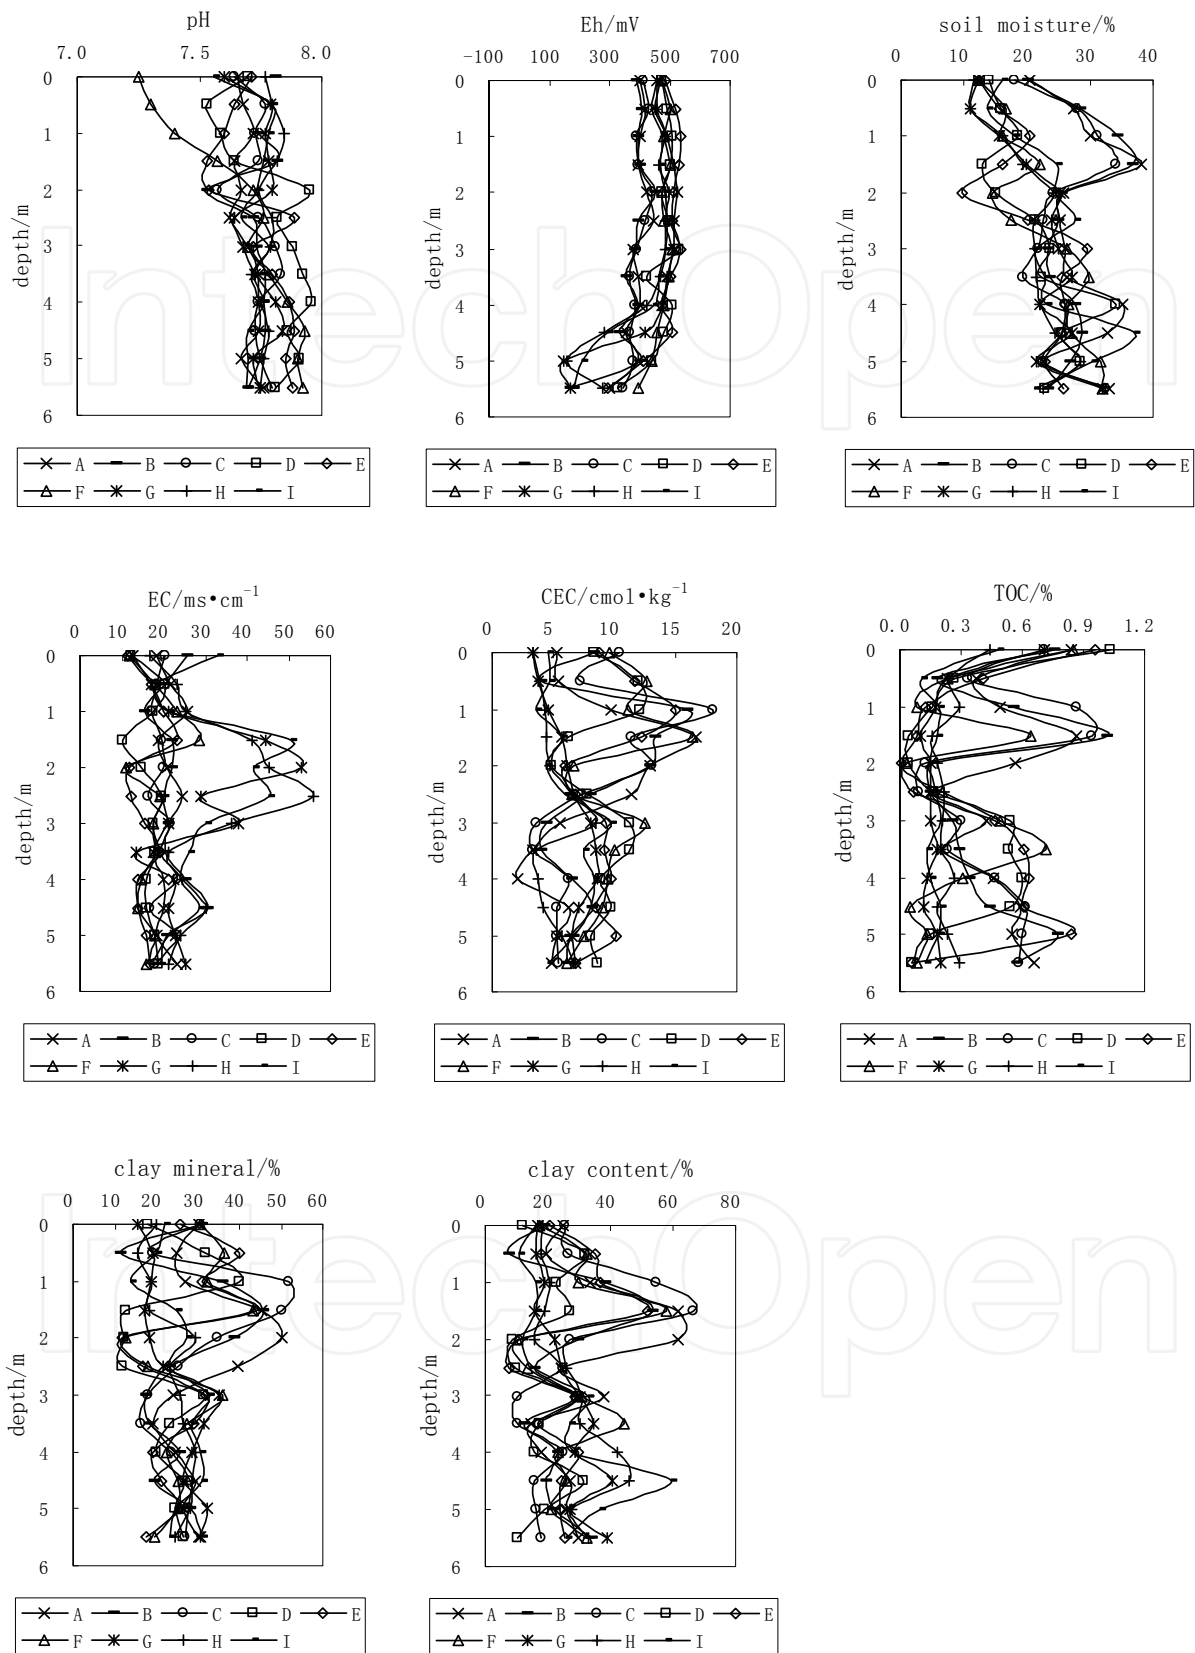 pH
7.0 7.5 8.0
0
1
2
3
4
5
6
depth/m
A B C D E
F G H I
Eh/mV
-100 100 300 500 700
0
1
2
3
4
5
6
depth/m
A B C D E
F G H I
soil moisture/%
0 10 20 30 40
0
1
2
3
4
5
6
depth/m
A B C D E
F G H I
EC/ms•cm⁻¹
0 10 20 30 40 50 60
0
1
2
3
4
5
6
depth/m
A B C D E
F G H I
CEC/cmol•kg⁻¹
0 5 10 15 20
0
1
2
3
4
5
6
depth/m
A B C D E
F G H I
TOC/%
0.0 0.3 0.6 0.9 1.2
0
1
2
3
4
5
6
depth/m
A B C D E
F G H I
clay mineral/%
0 10 20 30 40 50 60
0
1
2
3
4
5
6
depth/m
A B C D E
F G H I
clay content/%
0 20 40 60 80
0
1
2
3
4
5
6
depth/m
A B C D E
F G H I
IntechOpen
IntechOpen